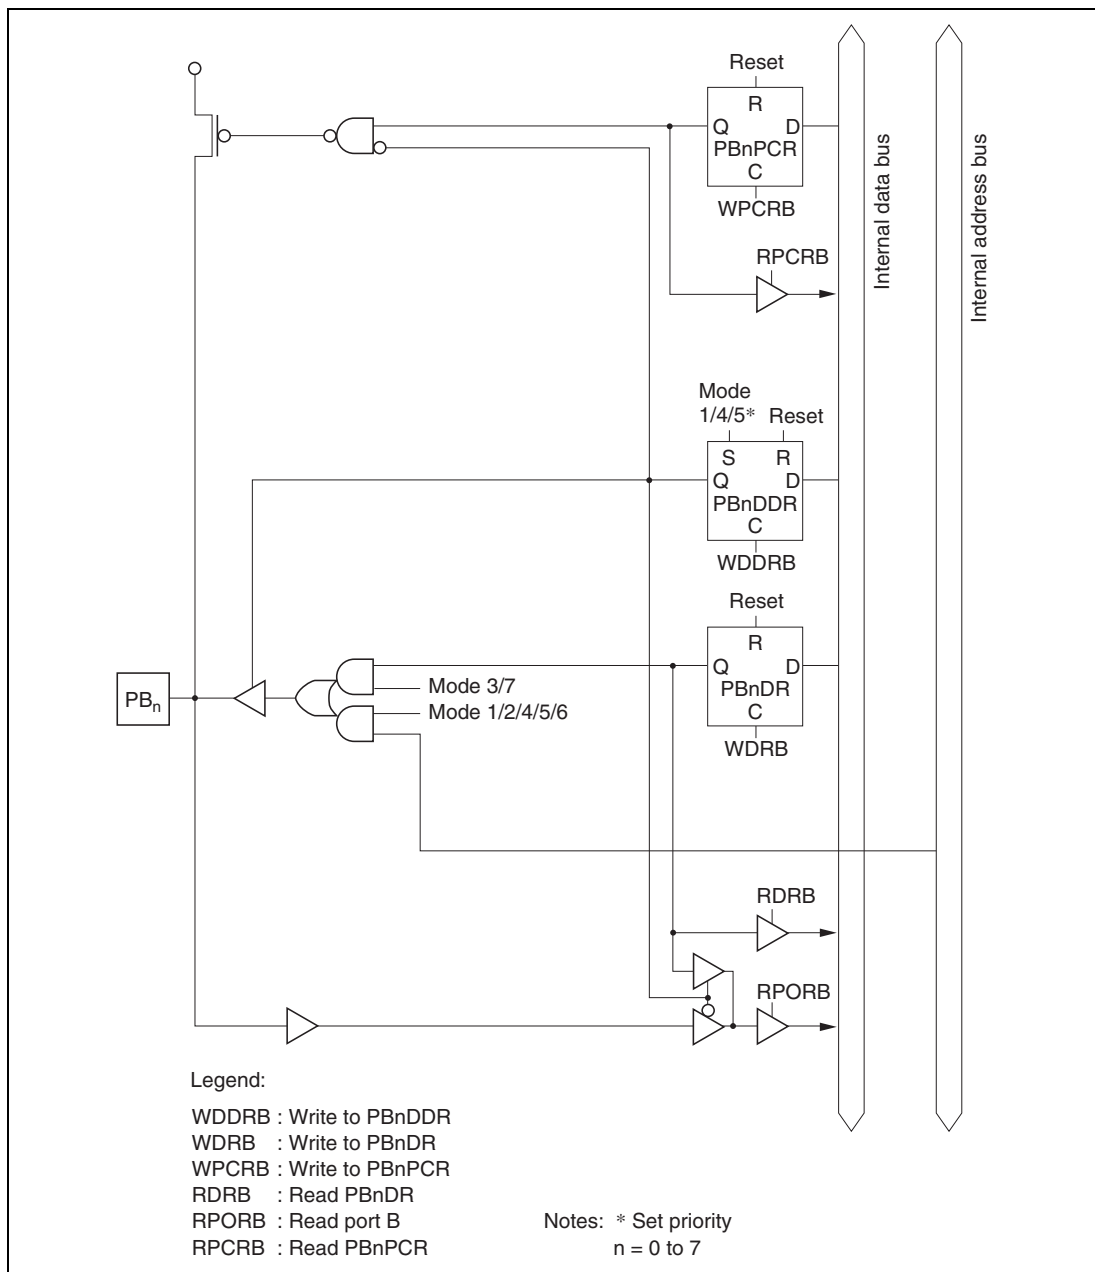 Reset
R
Q D
PBnPCR
C
WPCRB
RPCRB
Internal data bus
Internal address bus
Mode
1/4/5* Reset
S R
Q D
PBnDDR
C
WDDRB
Reset
R
Q D
PBnDR
C
WDRB
Mode 3/7
Mode 1/2/4/5/6
PBn
RDRB
RPORB
Legend:
WDDRB : Write to PBnDDR
WDRB : Write to PBnDR
WPCRB : Write to PBnPCR
RDRB : Read PBnDR
RPORB : Read port B
RPCRB : Read PBnPCR
Notes: * Set priority
n = 0 to 7